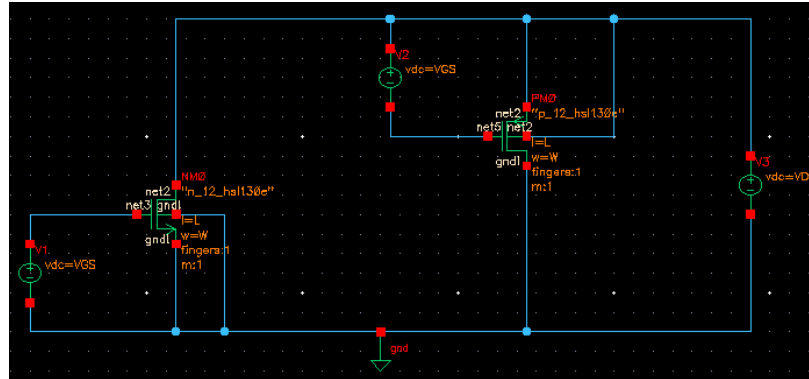 V2
vdc=VGS
PM0
net2
"p_12_hsl130e"
net5
net2
l=L
w=W
gnd!
fingers:1
m:1
V3
vdc=VD
NM0
net2
"n_12_hsl130e"
net3
gnd!
l=L
w=W
gnd!
fingers:1
m:1
V1
vdc=VGS
gnd